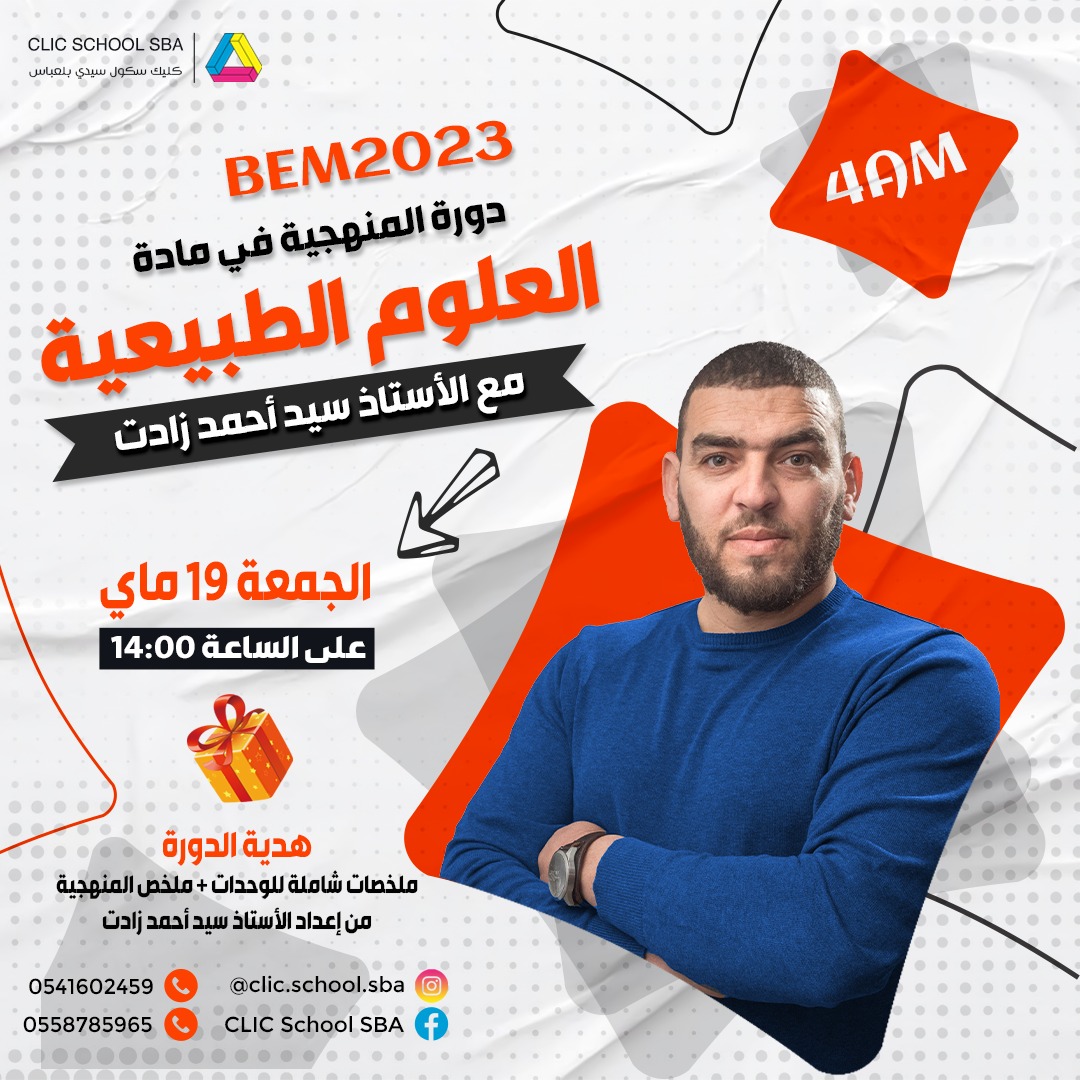 CLIC SCHOOL SBA
كليك سكول سيدي بلعباس
4AM
BEM2023
دورة المنهجية في مادة
العلوم الطبيعية
مع الأستاذ سيد أحمد زادت
الجمعة 19 ماي
على الساعة 14:00
هدية الدورة
ملخصات شاملة للوحدات + ملخص المنهجية
من إعداد الأستاذ سيد أحمد زادت
0541602459
@clic.school.sba
0558785965
CLIC School SBA